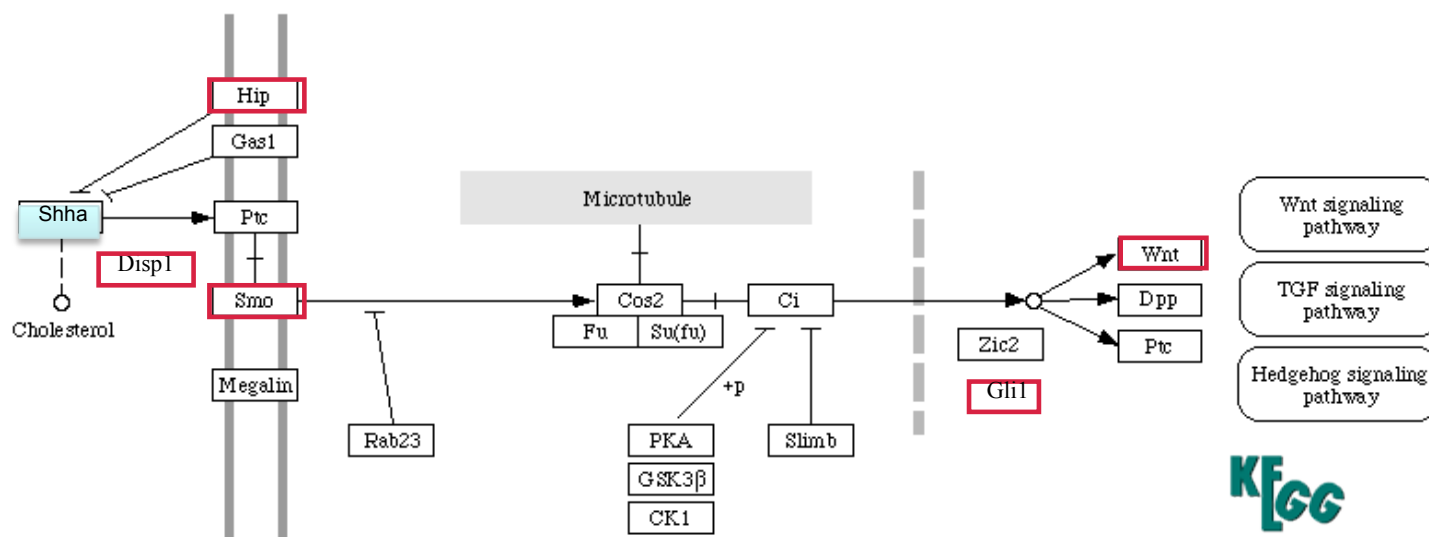 Hip
Gas1
Shha
Ptc
Disp1
Smo
Cholesterol
Megalin
Microtubule
Cos2
Fu
Su(fu)
Ci
+p
Rab23
PKA
GSK3β
CK1
Slimb
Zic2
Gli1
Wnt
Dpp
Ptc
Wnt signaling
pathway
TGF signaling
pathway
Hedgehog signaling
pathway
KEGG